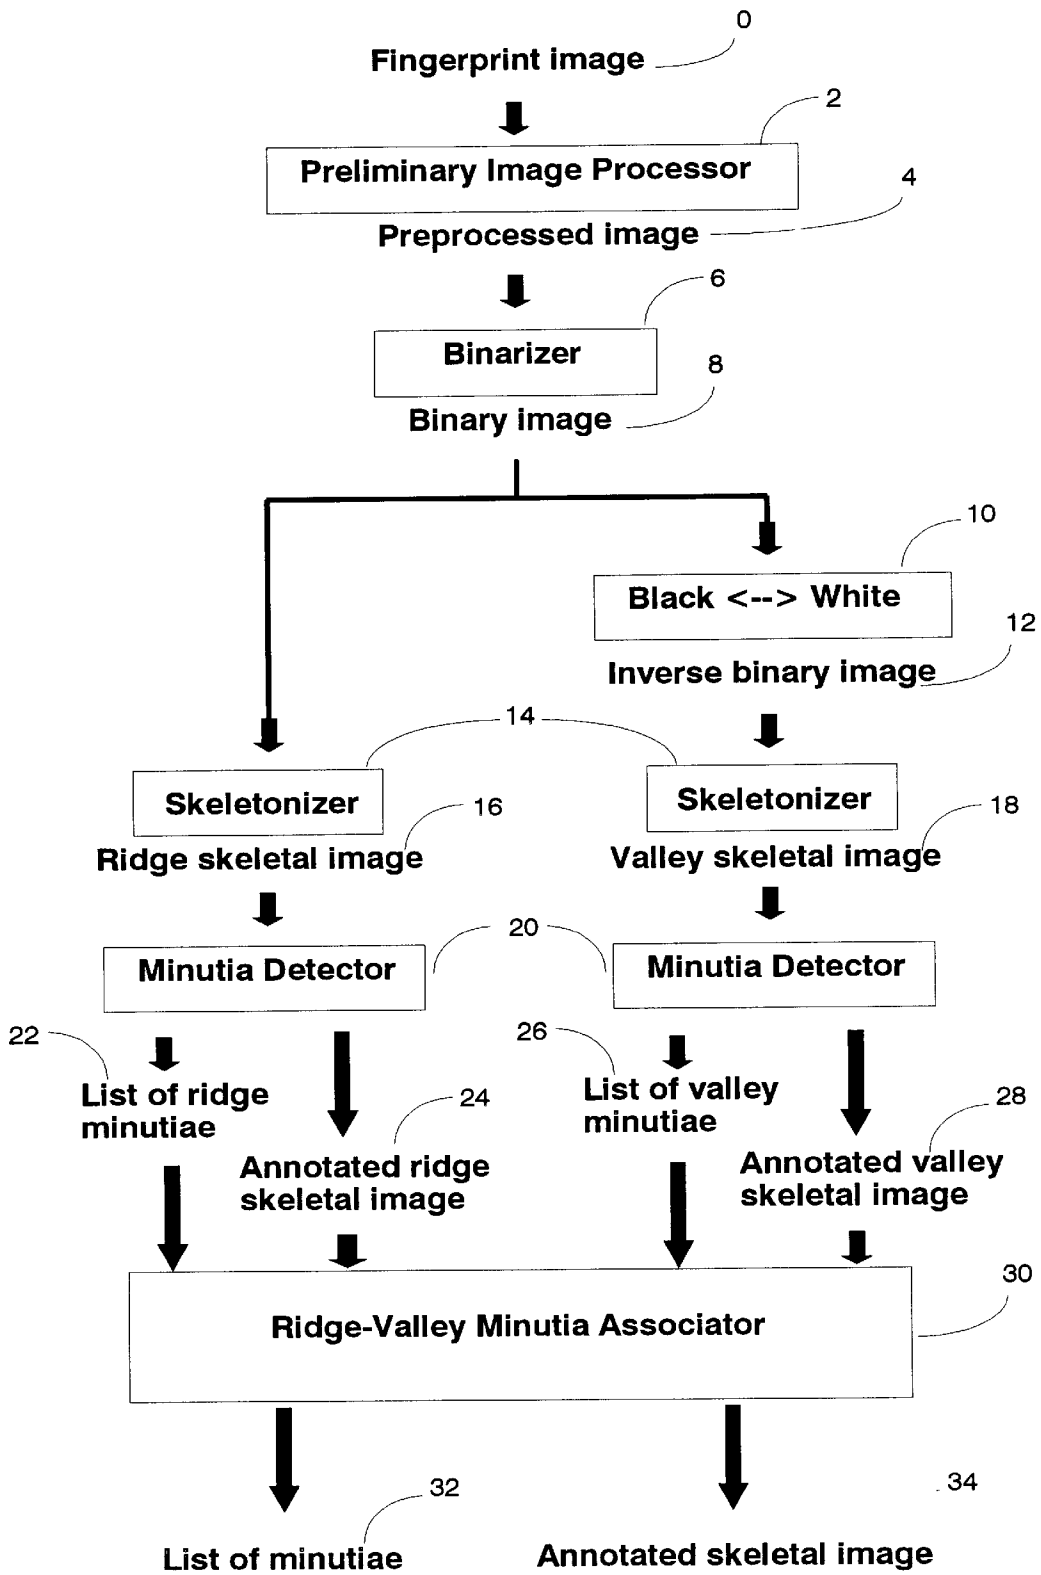 0
Fingerprint image
2
Preliminary Image Processor
4
Preprocessed image
6
Binarizer
8
Binary image
10
Black <--> White
12
Inverse binary image
14
Skeletonizer
Skeletonizer
16
18
Ridge skeletal image
Valley skeletal image
20
Minutia Detector
Minutia Detector
22
26
List of ridge
minutiae
List of valley
minutiae
24
28
Annotated ridge
skeletal image
Annotated valley
skeletal image
30
Ridge-Valley Minutia Associator
32
34
List of minutiae
Annotated skeletal image